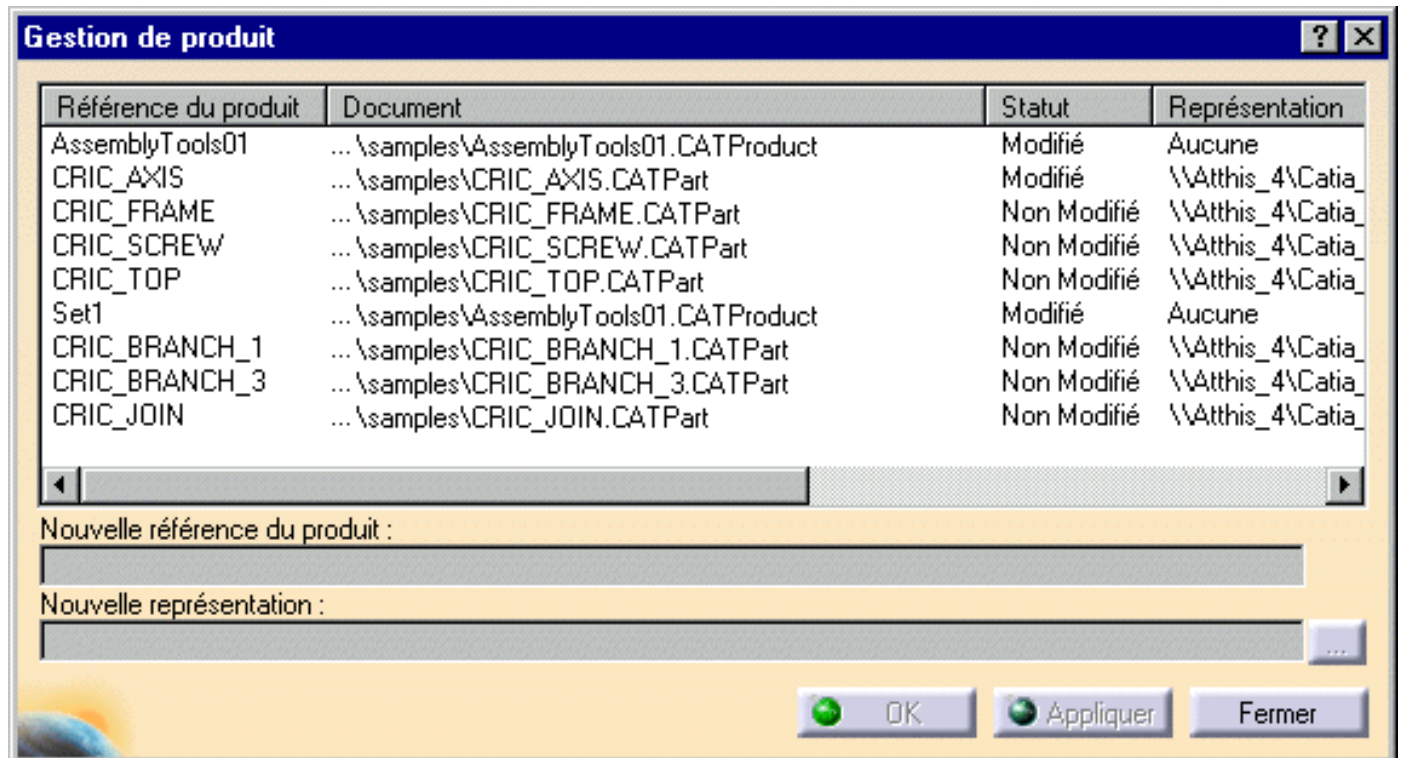 Gestion de produit
Référence du produit Document Statut Représentation
AssemblyTools01 ...\samples\AssemblyTools01.CATProduct Modifié Aucune
CRIC_AXIS ...\samples\CRIC_AXIS.CATPart Modifié \\Atthis_4\Catia_
CRIC_FRAME ...\samples\CRIC_FRAME.CATPart Non Modifié \\Atthis_4\Catia_
CRIC_SCREW ...\samples\CRIC_SCREW.CATPart Non Modifié \\Atthis_4\Catia_
CRIC_TOP ...\samples\CRIC_TOP.CATPart Non Modifié \\Atthis_4\Catia_
Set1 ...\samples\AssemblyTools01.CATProduct Modifié Aucune
CRIC_BRANCH_1 ...\samples\CRIC_BRANCH_1.CATPart Non Modifié \\Atthis_4\Catia_
CRIC_BRANCH_3 ...\samples\CRIC_BRANCH_3.CATPart Non Modifié \\Atthis_4\Catia_
CRIC_JOIN ...\samples\CRIC_JOIN.CATPart Non Modifié \\Atthis_4\Catia_
Nouvelle référence du produit :
Nouvelle représentation :
...
OK Appliquer Fermer